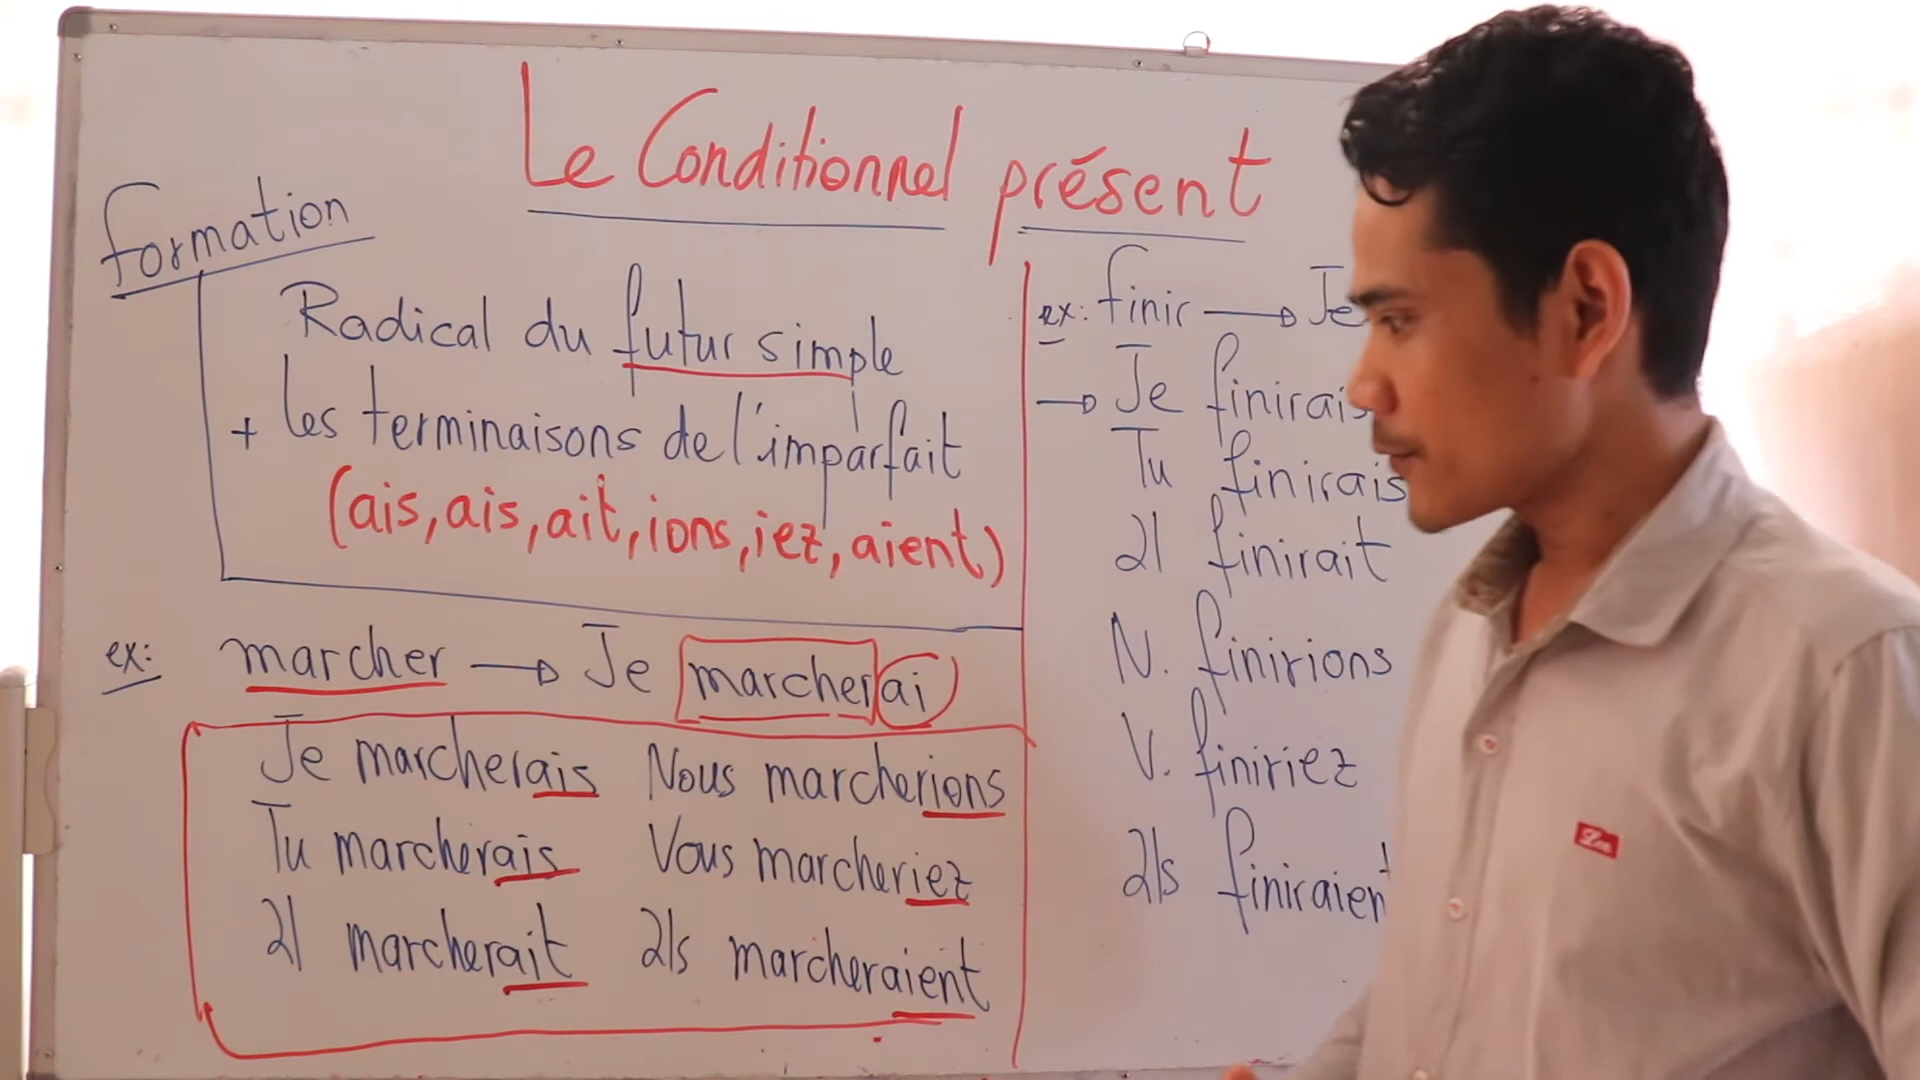 Le Conditionnel présent
formation
Radical du futur simple
+ les terminaisons de l'imparfait
(ais, ais, ait, ions, iez, aient)
ex: marcher → Je marcherai
Je marcherais Nous marcherions
Tu marcherais Vous marcheriez
Il marcherait Ils marcheraient
ex: finir → Je
→ Je finirais
Tu finirais
Il finirait
N. finirions
V. finiriez
Ils finiraient